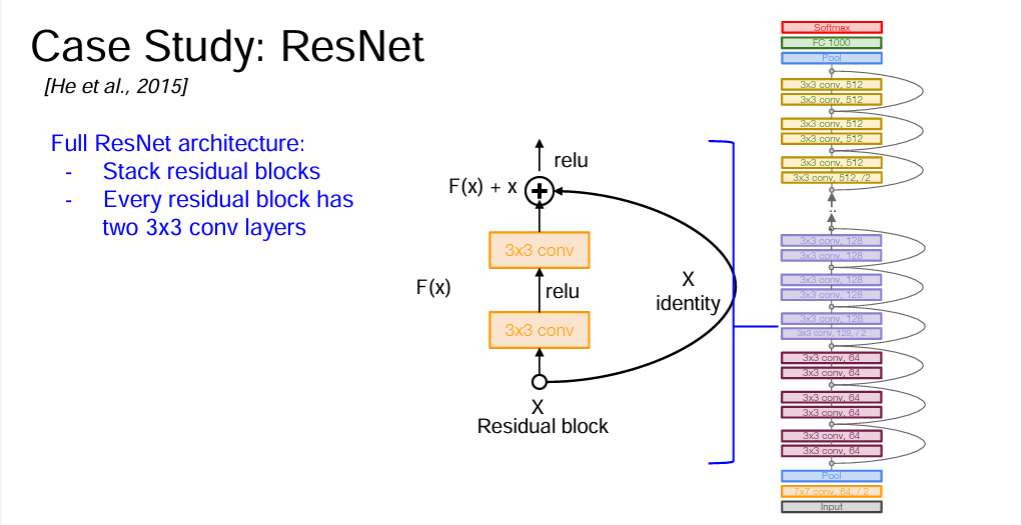 Case Study: ResNet
[He et al., 2015]
Full ResNet architecture:
- Stack residual blocks
- Every residual block has
two 3x3 conv layers
relu
F(x) + x
3x3 conv
F(x)
relu
X
identity
3x3 conv
X
Residual block
Softmax
FC 1000
Pool
3x3 conv, 512
3x3 conv, 512
3x3 conv, 512
3x3 conv, 512
3x3 conv, 512
3x3 conv, 512, /2
..
3x3 conv, 128
3x3 conv, 128
3x3 conv, 128
3x3 conv, 128
3x3 conv, 128
3x3 conv, 128, / 2
3x3 conv, 64
3x3 conv, 64
3x3 conv, 64
3x3 conv, 64
3x3 conv, 64
3x3 conv, 64
Pool
7x7 conv, 64, / 2
Input